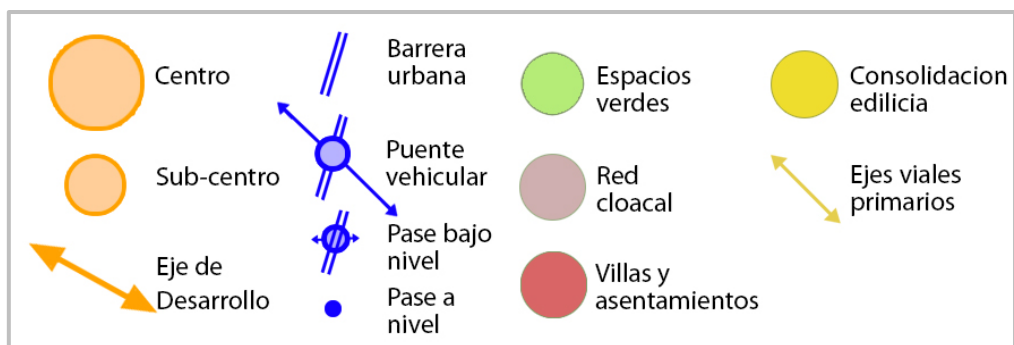 Centro
Sub-centro
Eje de
Desarrollo
Barrera
urbana
Puente
vehicular
Pase bajo
nivel
Pase a
nivel
Espacios
verdes
Red
cloacal
Villas y
asentamientos
Consolidacion
edilicia
Ejes viales
primarios